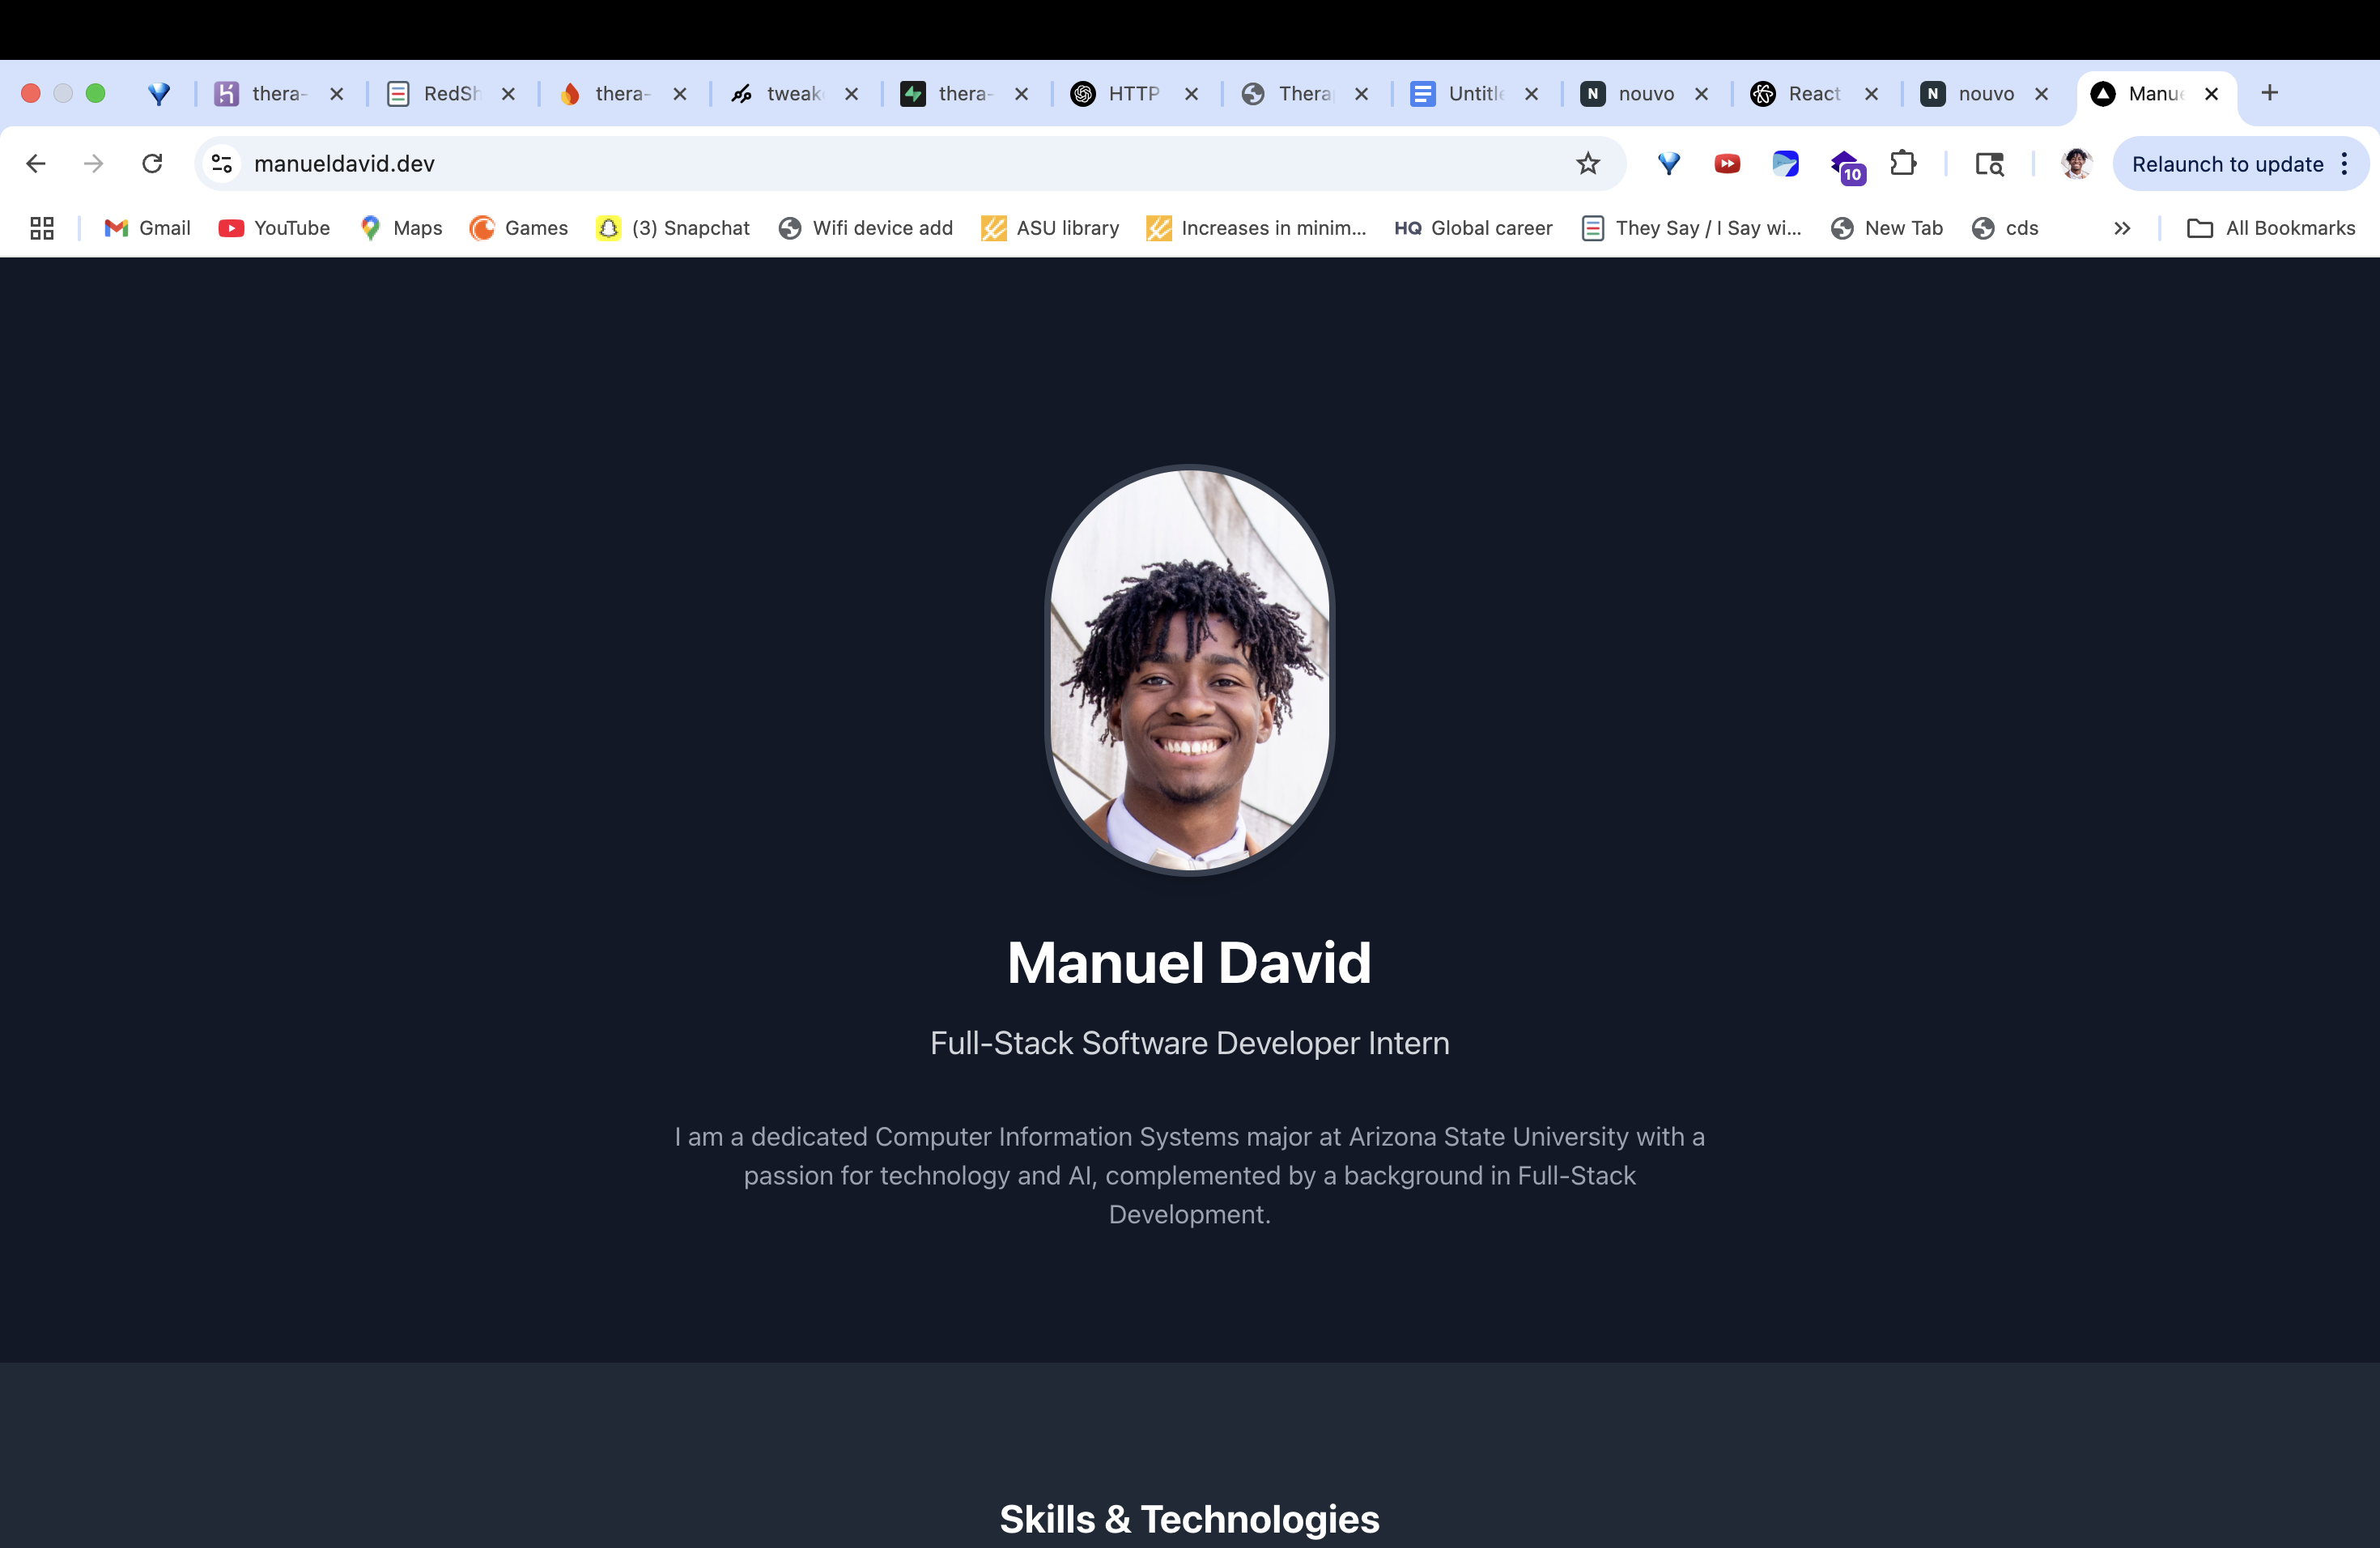 thera-
RedSh
thera-
tweak
thera-
HTTP
Thera
Untitle
N nouvo
React
N nouvo
Manue
manueldavid.dev
10
Relaunch to update
Gmail
YouTube
Maps
Games
(3) Snapchat
Wifi device add
ASU library
Increases in minim...
HQ Global career
They Say / I Say wi...
New Tab
cds
All Bookmarks
Manuel David
Full-Stack Software Developer Intern
I am a dedicated Computer Information Systems major at Arizona State University with a
passion for technology and AI, complemented by a background in Full-Stack
Development.
Skills & Technologies